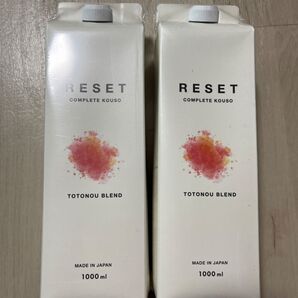 RESET
COMPLETE KOUSO
TOTONOU BLEND
MADE IN JAPAN
1000ml
RESET
COMPLETE KOUSO
TOTONOU BLEND
MADE IN JAPAN
1000ml